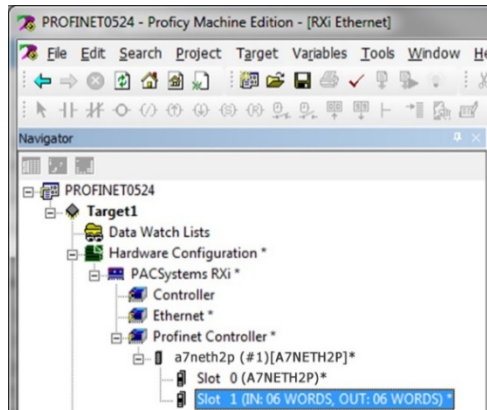 PROFINET0524 - Proficy Machine Edition - [RXi Ethernet]
File Edit Search Project Target Variables Tools Window He
Navigator
PROFINET0524
Target1
Data Watch Lists
Hardware Configuration *
PACSystems RXi *
Controller
Ethernet *
Profinet Controller *
a7neth2p (#1)[A7NETH2P]*
Slot 0 (A7NETH2P)*
Slot 1 (IN: 06 WORDS, OUT: 06 WORDS) *